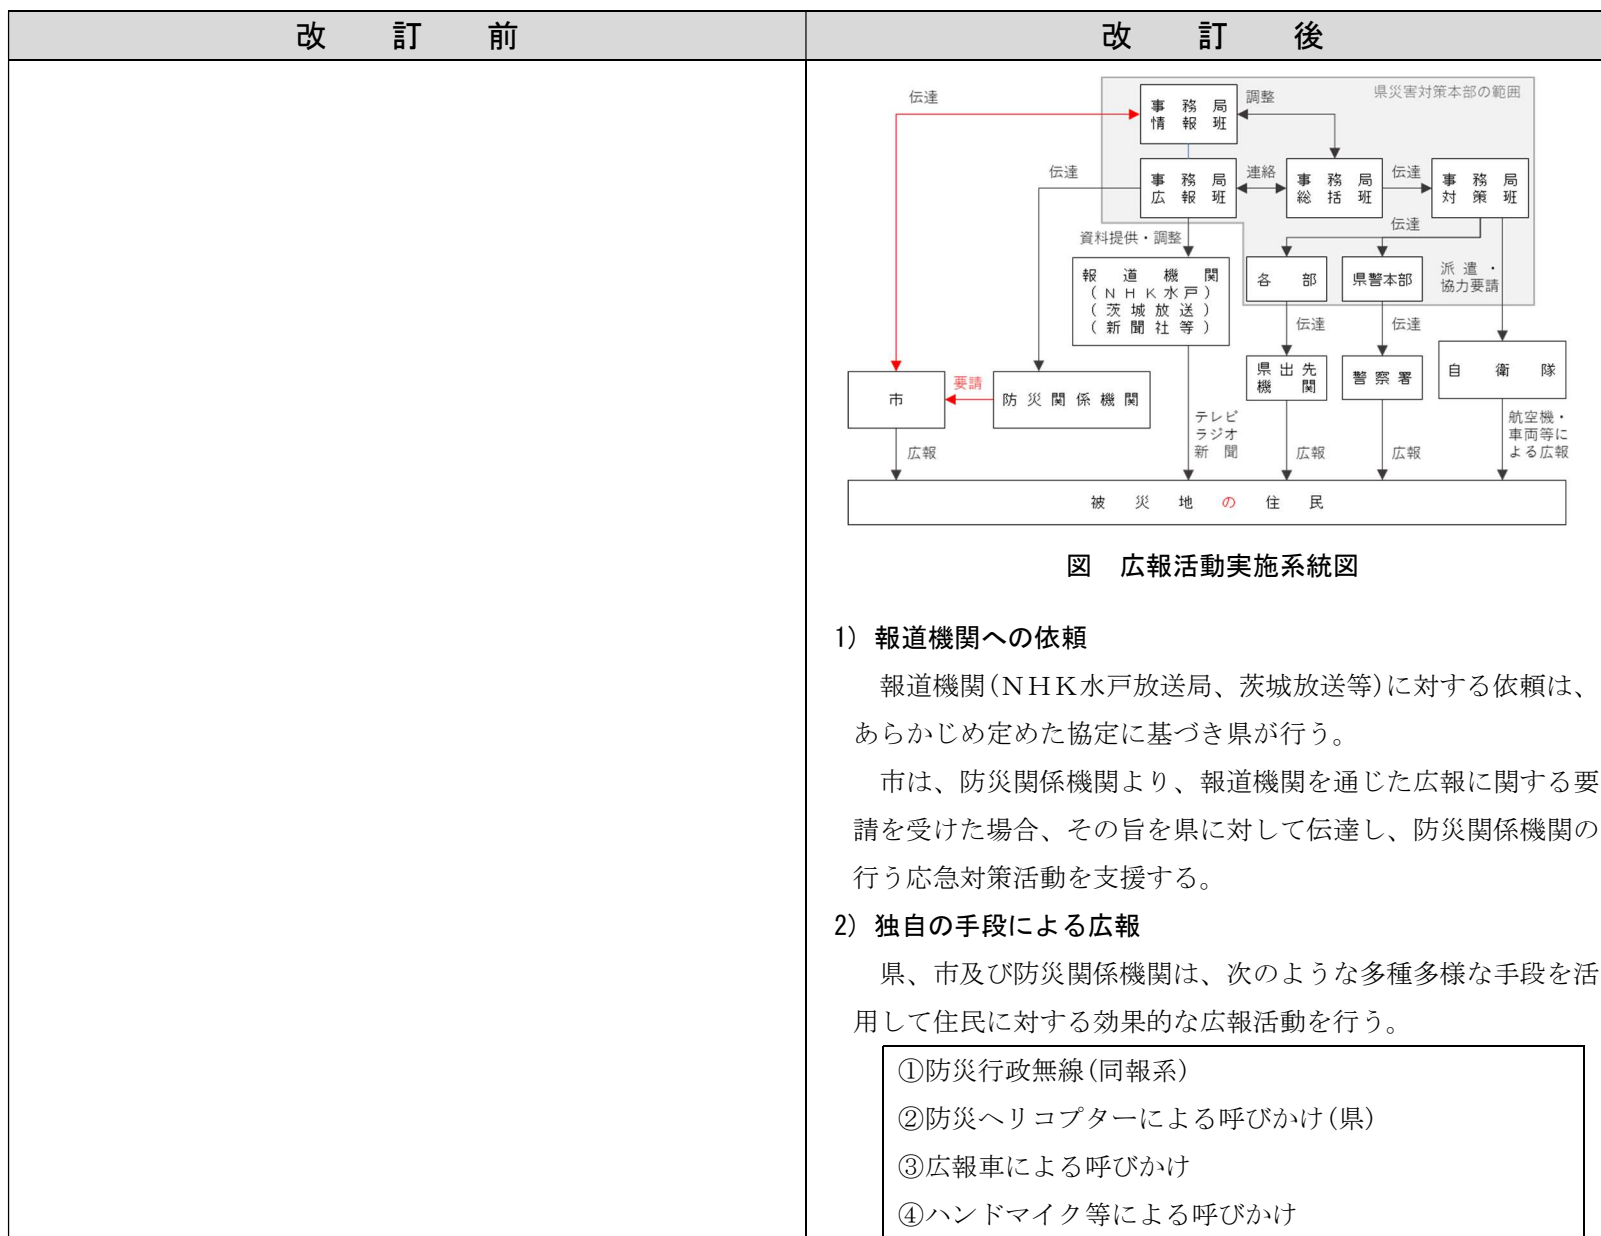 改訂前
改訂後
県災害対策本部の範囲
伝達
事務局
情報班
調整
伝達
事務局
広報班
連絡
事務局
総括班
伝達
事務局
対策班
伝達
資料提供・調整
報道機関
(NHK水戸)
(茨城放送)
(新聞社等)
各部
県警本部
派遣・
協力要請
伝達
伝達
県出先
機関
警察署
自衛隊
市
要請
防災関係機関
テレビ
ラジオ
新聞
航空機・
車両等に
よる広報
広報
広報
広報
被災地の住民
図 広報活動実施系統図
1) 報道機関への依頼
報道機関(NHK水戸放送局、茨城放送等)に対する依頼は、
あらかじめ定めた協定に基づき県が行う。
市は、防災関係機関より、報道機関を通じた広報に関する要
請を受けた場合、その旨を県に対して伝達し、防災関係機関の
行う応急対策活動を支援する。
2) 独自の手段による広報
県、市及び防災関係機関は、次のような多種多様な手段を活
用して住民に対する効果的な広報活動を行う。
①防災行政無線(同報系)
②防災ヘリコプターによる呼びかけ(県)
③広報車による呼びかけ
④ハンドマイク等による呼びかけ